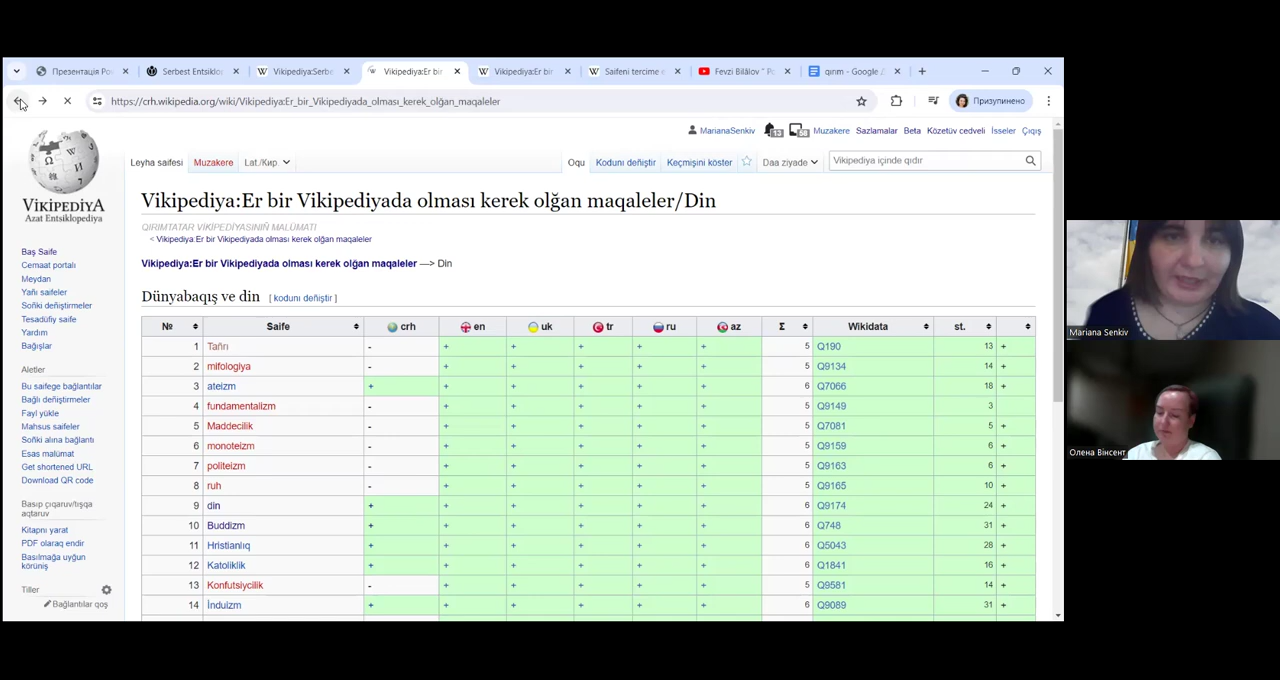 Презентація Pow
Serbest Entsiklo
Vikipediya:Serbe
Vikipediya:Er bir
Vikipediya:Er bir
Saifeni tercime e
Fevzi Bilâlov " Po
qırım - Google
https://crh.wikipedia.org/wiki/Vikipediya:Er_bir_Vikipediyada_olması_kerek_olğan_maqaleler
Призупинено
VİKİPEDİYA
Azat Entsiklopediya
MarianaSenkiv
13
58
Muzakere
Sazlamalar
Beta
Közetüv cedveli
İsseler
Çıqış
Leyha saifesi
Muzakere
Lat./Кир.
Oqu
Kodunı deñiştir
Keçmişini köster
Daa ziyade
Vikipediya içinde qıdır
Vikipediya:Er bir Vikipediyada olması kerek olğan maqaleler/Din
QIRIMTATAR VİKİPEDİYASINIÑ MALÜMATI
< Vikipediya:Er bir Vikipediyada olması kerek olğan maqaleler
Vikipediya:Er bir Vikipediyada olması kerek olğan maqaleler —> Din
Dünyabaqış ve din [ kodunı deñiştir ]
Baş Saife
Cemaat portalı
Meydan
Yañı saifeler
Soñki deñiştirmeler
Tesadüfiy saife
Yardım
Bağışlar
Aletler
Bu saifege bağlantılar
Bağlı deñiştirmeler
Fayl yükle
Mahsus saifeler
Soñki alına bağlantı
Esas malümat
Get shortened URL
Download QR code
Basıp çıqaruv/tışqa
aqtaruv
Kitapnı yarat
PDF olaraq endir
Basılmağa uyğun
körüniş
Tiller
Bağlantılar qoş
№ Saife crh en uk tr ru az Σ Wikidata st.
1 Tañrı - + + + + + 5 Q190 13 +
2 mifologiya - + + + + + 5 Q9134 14 +
3 ateizm + + + + + + 6 Q7066 18 +
4 fundamentalizm - + + + + + 5 Q9149 3
5 Maddecilik - + + + + + 5 Q7081 5 +
6 monoteizm - + + + + + 5 Q9159 6 +
7 politeizm - + + + + + 5 Q9163 6 +
8 ruh - + + + + + 5 Q9165 10 +
9 din + + + + + + 6 Q9174 24 +
10 Buddizm + + + + + + 6 Q748 31 +
11 Hristianlıq + + + + + + 6 Q5043 28 +
12 Katoliklik + + + + + + 6 Q1841 16 +
13 Konfutsiycilik - + + + + + 5 Q9581 14 +
14 İnduizm + + + + + + 6 Q9089 31 +
Mariana Senkiv
Олена Вінсент